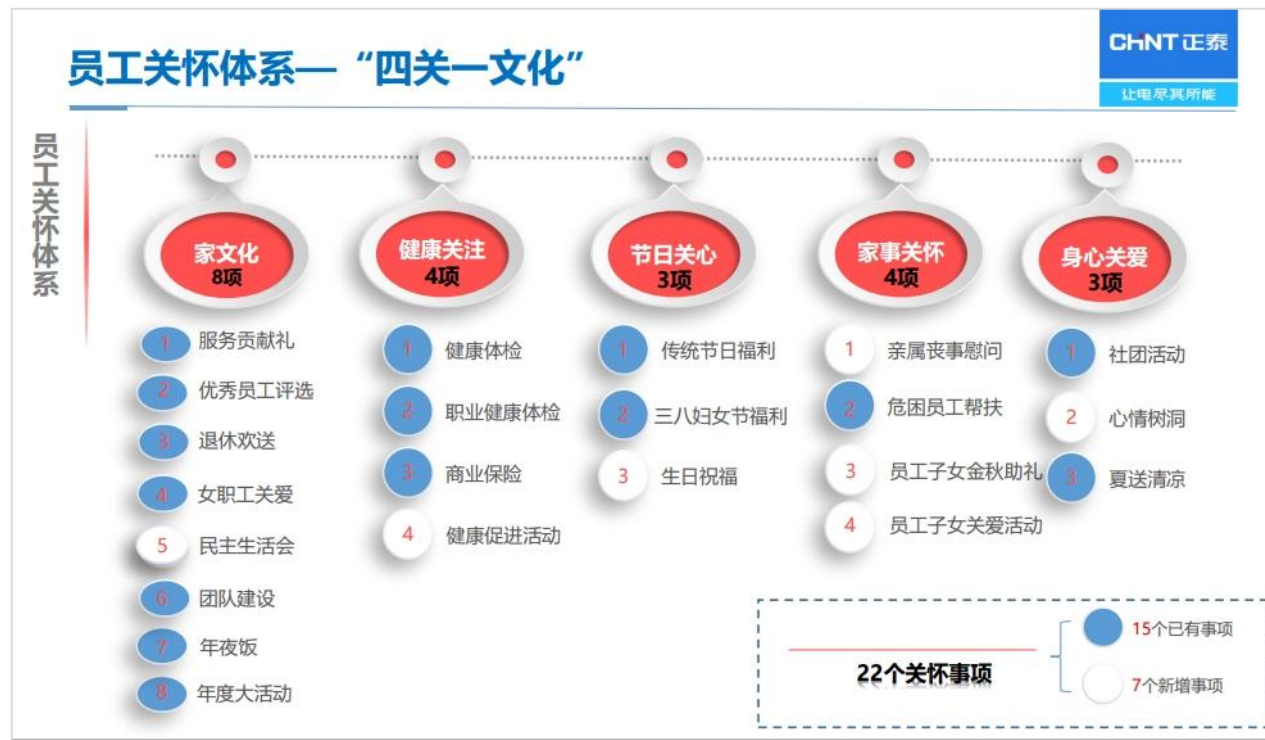 员工关怀体系—“四关一文化”
CHNT正泰
让电尽其所能
员工关怀体系
家文化
8项
1 服务贡献礼
2 优秀员工评选
3 退休欢送
4 女职工关爱
5 民主生活会
6 团队建设
7 年夜饭
8 年度大活动
健康关注
4项
1 健康体检
2 职业健康体检
3 商业保险
4 健康促进活动
节日关心
3项
1 传统节日福利
2 三八妇女节福利
3 生日祝福
家事关怀
4项
1 亲属丧事慰问
2 危困员工帮扶
3 员工子女金秋助礼
4 员工子女关爱活动
身心关爱
3项
1 社团活动
2 心情树洞
3 夏送清凉
22个关怀事项
15个已有事项
7个新增事项